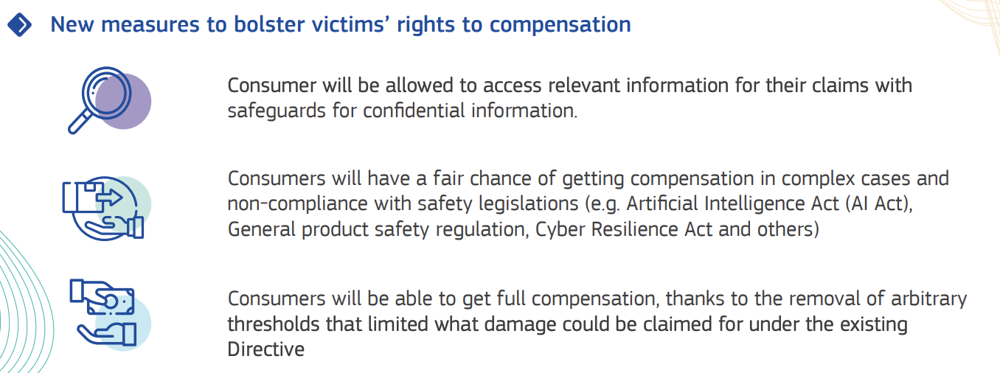 New measures to bolster victims’ rights to compensation
Consumer will be allowed to access relevant information for their claims with
safeguards for confidential information.
Consumers will have a fair chance of getting compensation in complex cases and
non-compliance with safety legislations (e.g. Artificial Intelligence Act (AI Act),
General product safety regulation, Cyber Resilience Act and others)
Consumers will be able to get full compensation, thanks to the removal of arbitrary
thresholds that limited what damage could be claimed for under the existing
Directive